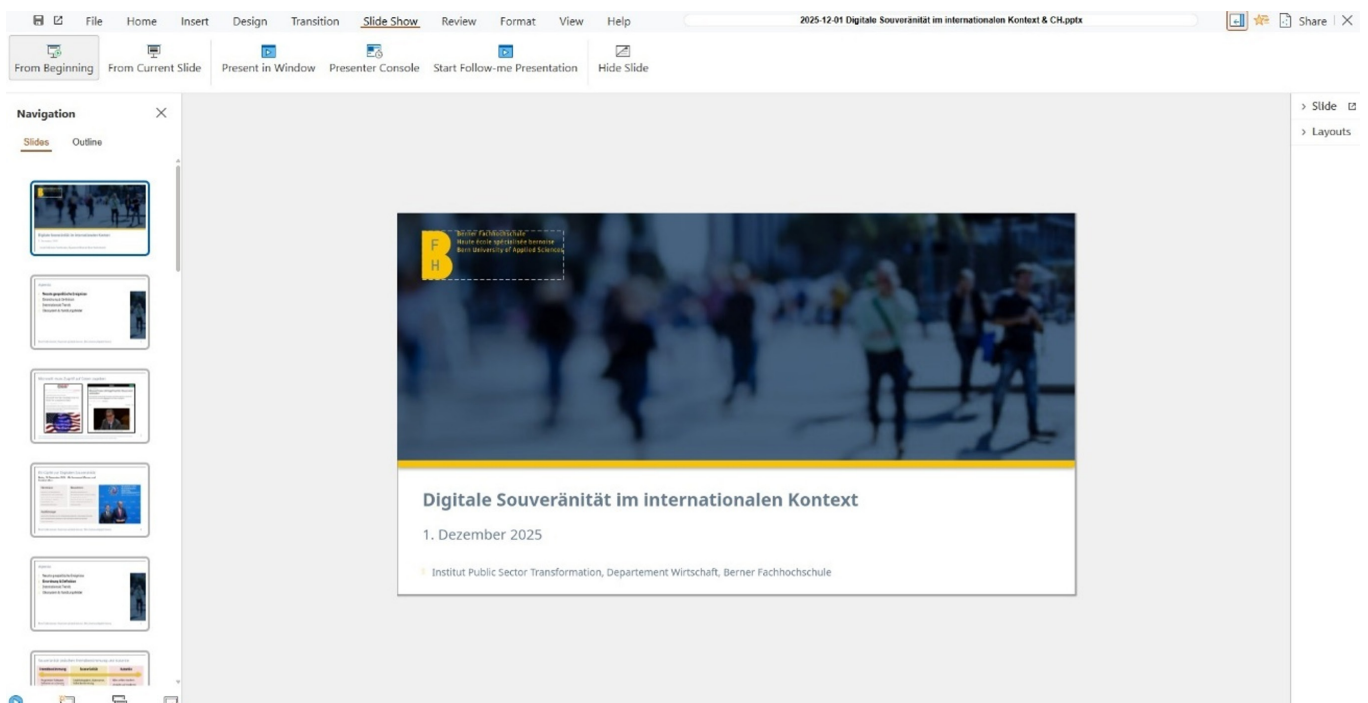 File Home Insert Design Transition Slide Show Review Format View Help
2025-12-01 Digitale Souveränität im internationalen Kontext & CH.pptx
Share
From Beginning From Current Slide Present in Window Presenter Console Start Follow-me Presentation Hide Slide
Navigation
Slides Outline
Slide
Layouts
B
F
H
Berner Fachhochschule
Haute école spécialisée bernoise
Bern University of Applied Sciences
Digitale Souveränität im internationalen Kontext
1. Dezember 2025
Institut Public Sector Transformation, Departement Wirtschaft, Berner Fachhochschule